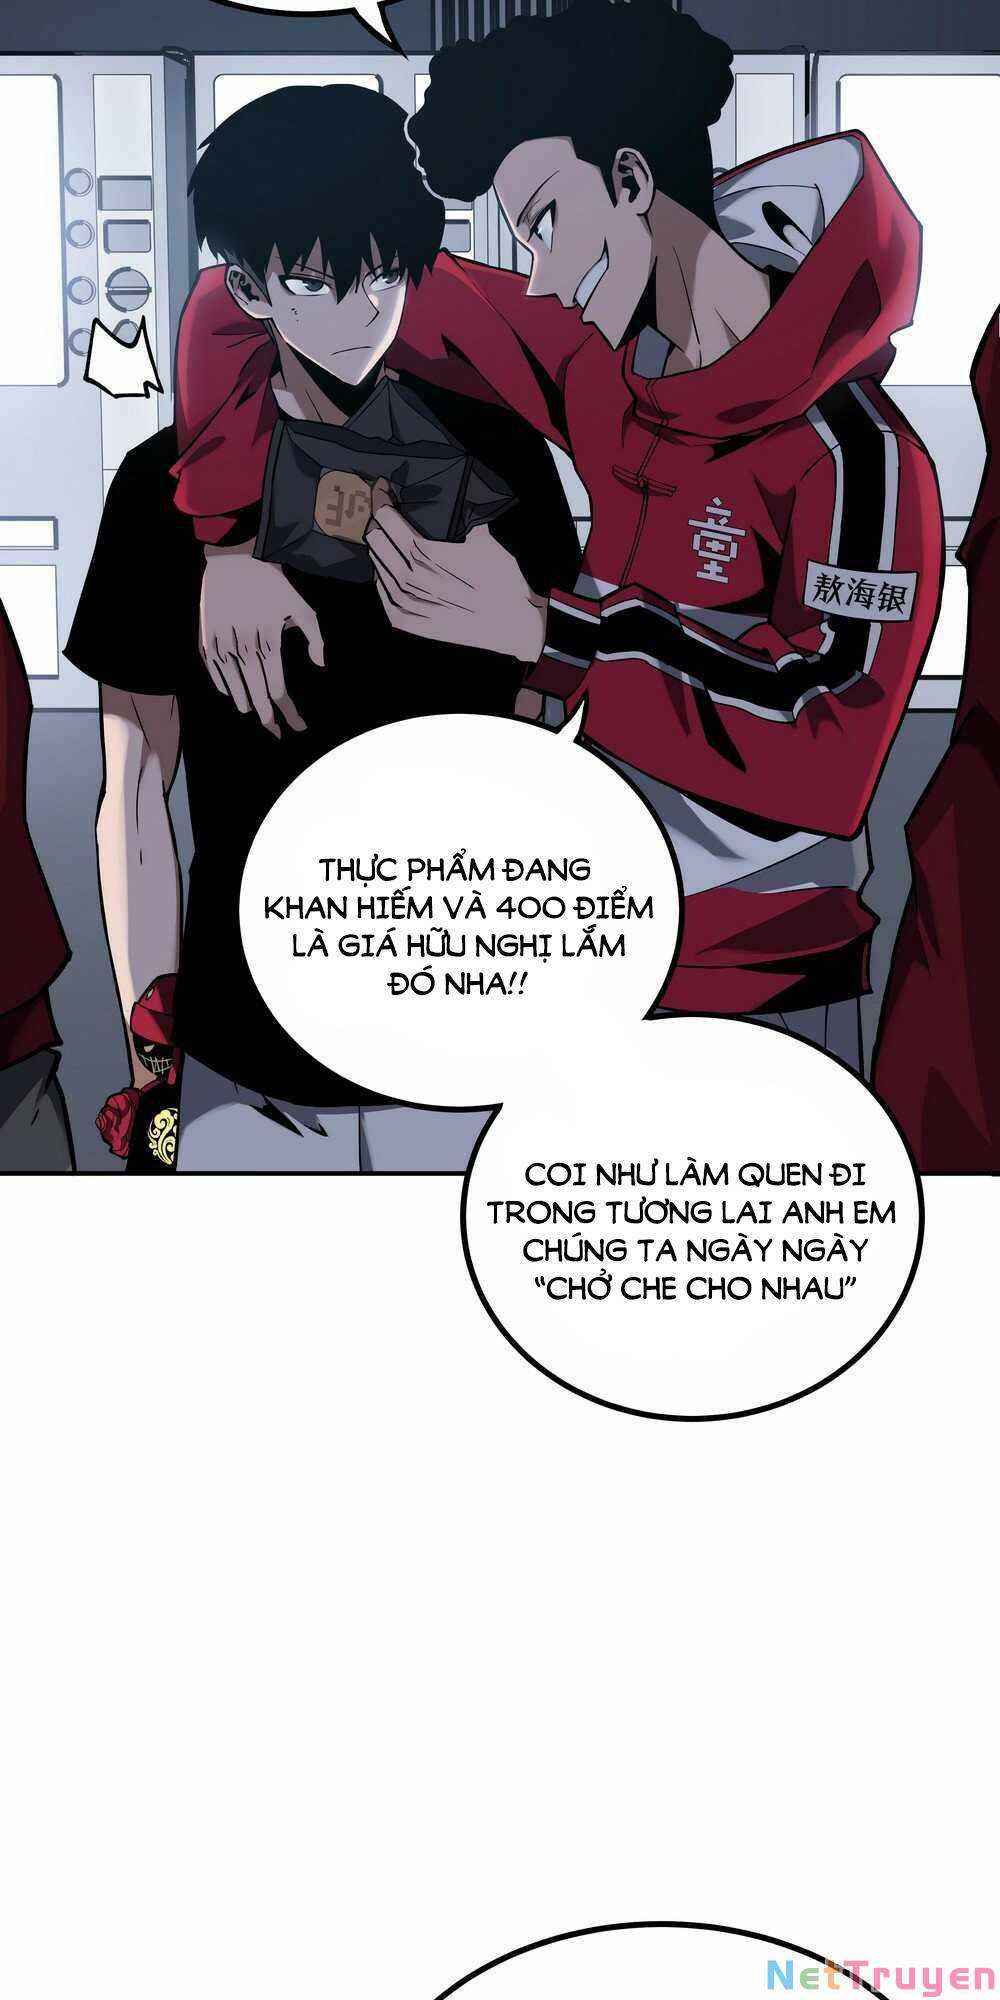 童
敖海银
THỰC PHẨM ĐANG
KHAN HIẾM VÀ 400 ĐIỂM
LÀ GIÁ HỮU NGHỊ LẮM
ĐÓ NHA!!
COI NHƯ LÀM QUEN ĐI
TRONG TƯƠNG LAI ANH EM
CHÚNG TA NGÀY NGÀY
“CHỞ CHE CHO NHAU”
NetTruyen